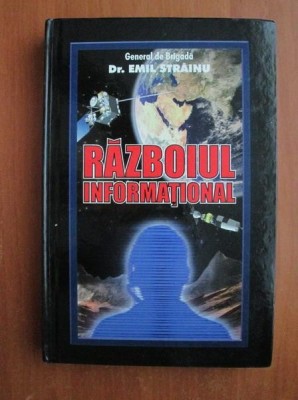 General de Brigadă
Dr. EMIL STRĂINU
RĂZBOIUL
INFORMAȚIONAL